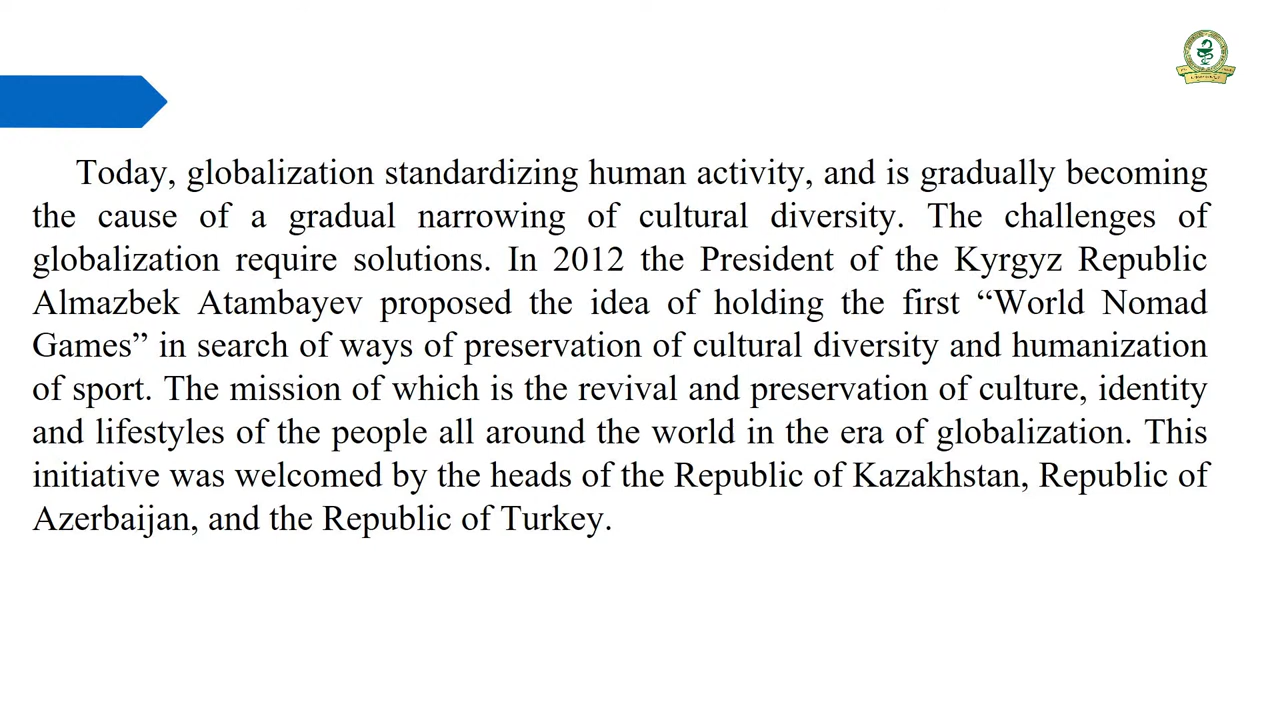 Today, globalization standardizing human activity, and is gradually becoming
the cause of a gradual narrowing of cultural diversity. The challenges of
globalization require solutions. In 2012 the President of the Kyrgyz Republic
Almazbek Atambayev proposed the idea of holding the first “World Nomad
Games” in search of ways of preservation of cultural diversity and humanization
of sport. The mission of which is the revival and preservation of culture, identity
and lifestyles of the people all around the world in the era of globalization. This
initiative was welcomed by the heads of the Republic of Kazakhstan, Republic of
Azerbaijan, and the Republic of Turkey.